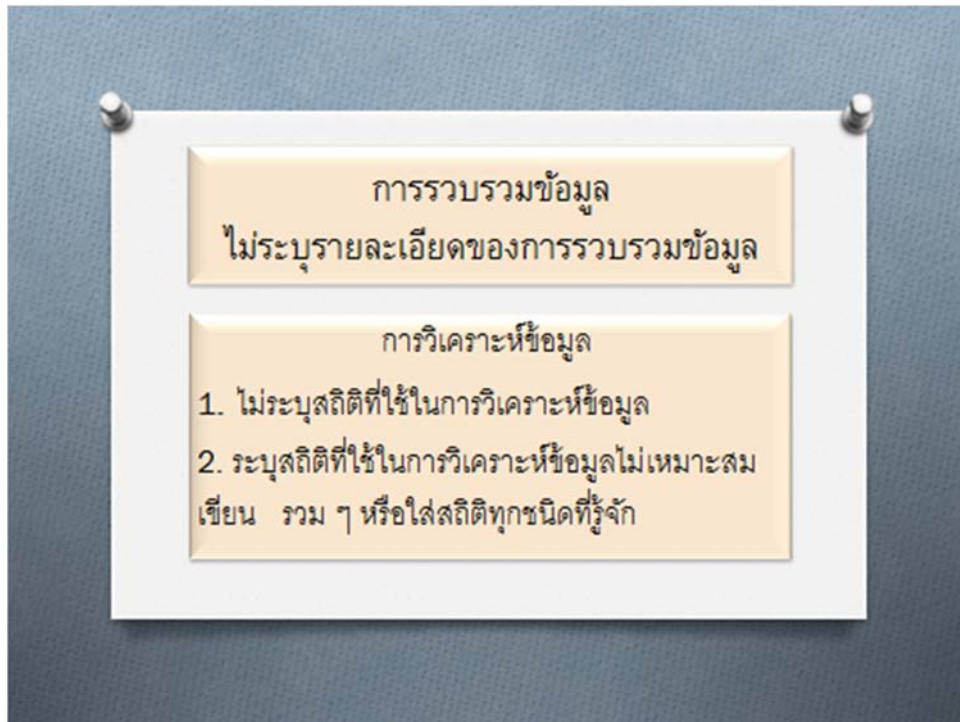 การรวบรวมข้อมูล
ไม่ระบุรายละเอียดของการรวบรวมข้อมูล
การวิเคราะห์ข้อมูล
1. ไม่ระบุสถิติที่ใช้ในการวิเคราะห์ข้อมูล
2. ระบุสถิติที่ใช้ในการวิเคราะห์ข้อมูลไม่เหมาะสม
เขียน รวม ๆ หรือใส่สถิติทุกชนิดที่รู้จัก